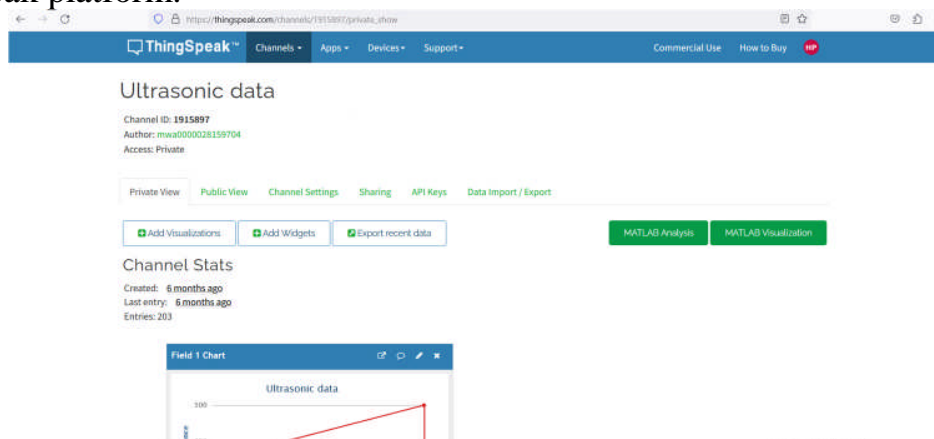 platform.
https://thingspeak.com/channels/1915897/private_show
ThingSpeak™ Channels Apps Devices Support Commercial Use How to Buy HP
Ultrasonic data
Channel ID: 1915897
Author: mwa0000028159704
Access: Private
Private View Public View Channel Settings Sharing API Keys Data Import / Export
Add Visualizations Add Widgets Export recent data MATLAB Analysis MATLAB Visualization
Channel Stats
Created: 6 months ago
Last entry: 6 months ago
Entries: 203
Field 1 Chart
Ultrasonic data
300